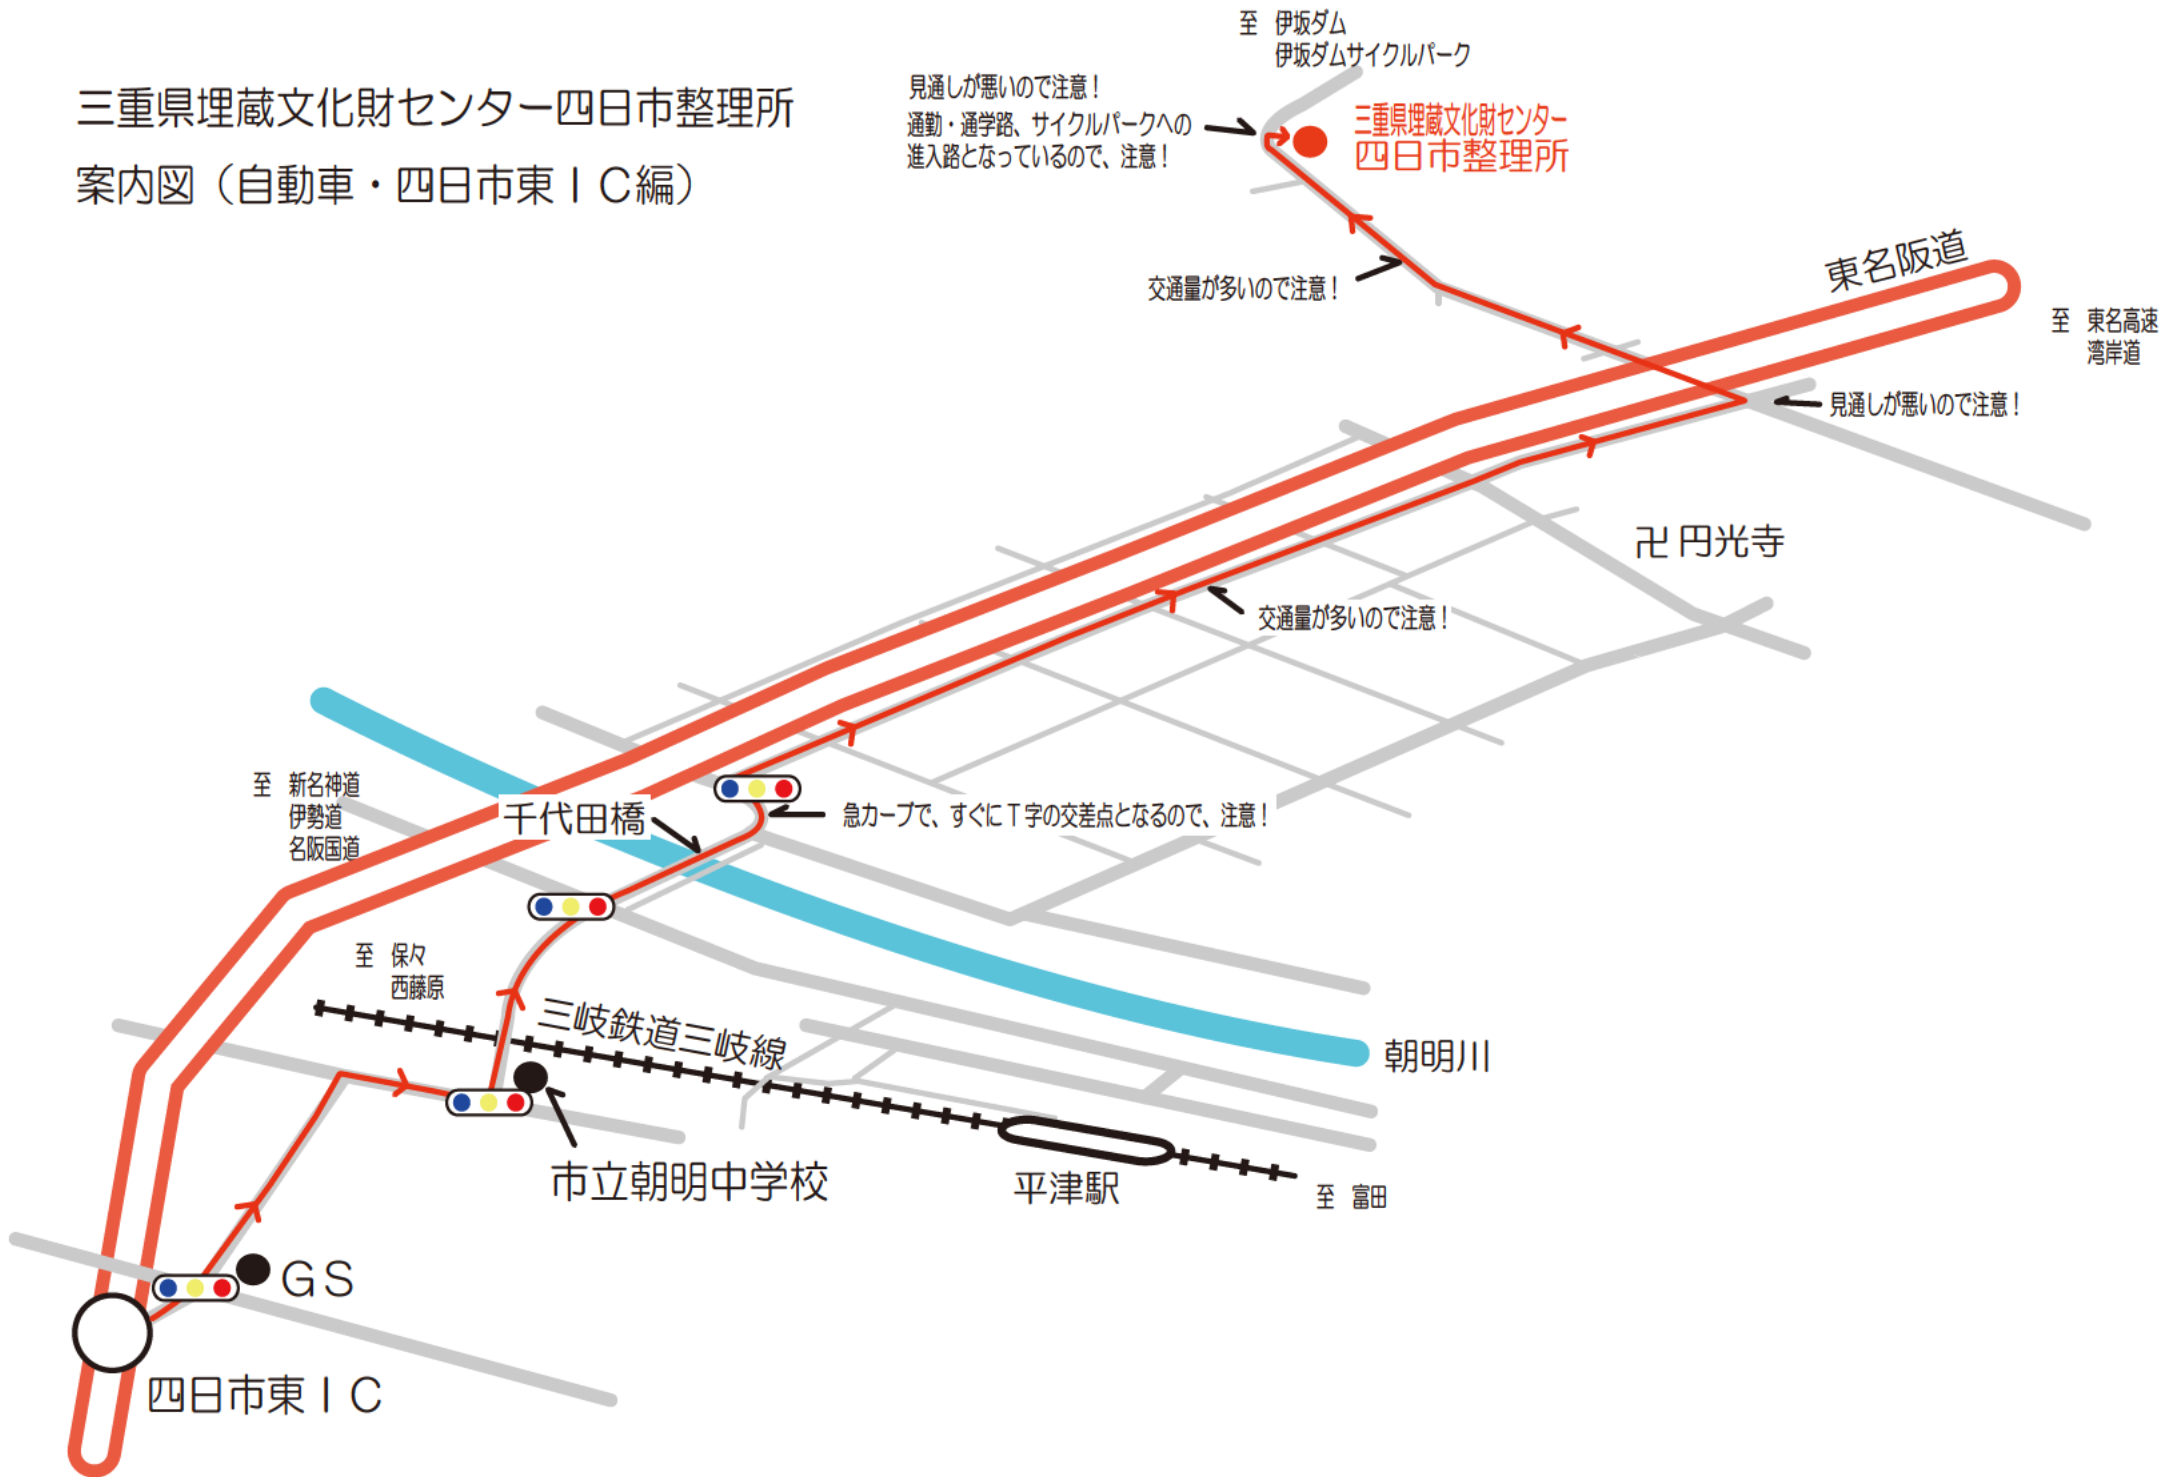 三重県埋蔵文化財センター四日市整理所
案内図（自動車・四日市東ＩＣ編）
至　伊坂ダム
伊坂ダムサイクルパーク
見通しが悪いので注意！
通勤・通学路、サイクルパークへの
進入路となっているので、注意！
三重県埋蔵文化財センター
四日市整理所
交通量が多いので注意！
東名阪道
至　東名高速
湾岸道
見通しが悪いので注意！
卍円光寺
交通量が多いので注意！
至　新名神道
伊勢道
名阪国道
千代田橋
急カーブで、すぐにＴ字の交差点となるので、注意！
至　保々
西藤原
三岐鉄道三岐線
朝明川
市立朝明中学校
平津駅
至　富田
ＧＳ
四日市東ＩＣ